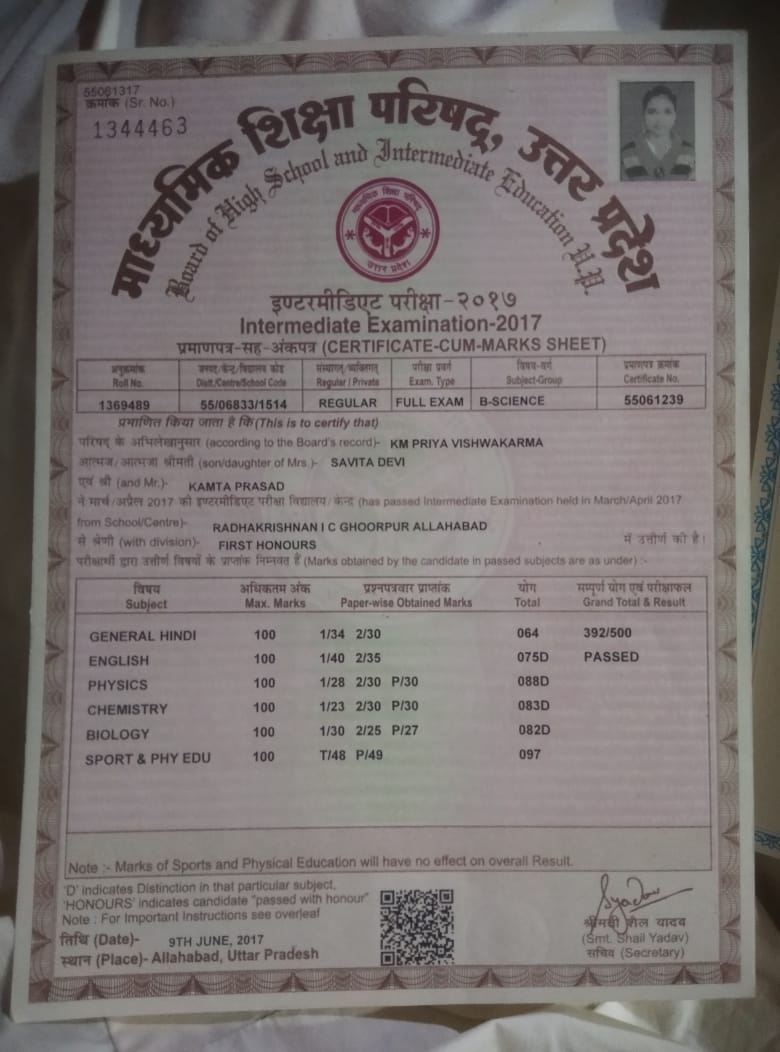 55061317
क्रमांक (Sr. No.)
1344463
माध्यमिक शिक्षा परिषद्, उत्तर प्रदेश
Board of High School and Intermediate Education U.P.
माध्यमिक शिक्षा परिषद्
उत्तर प्रदेश
इण्टरमीडिएट परीक्षा-२०१७
Intermediate Examination-2017
प्रमाणपत्र-सह-अंकपत्र (CERTIFICATE-CUM-MARKS SHEET)
अनुक्रमांक जनपद/केन्द्र/विद्यालय कोड संस्थागत/व्यक्तिगत परीक्षा प्रवर्ग विषय-वर्ग प्रमाणपत्र क्रमांक
Roll No. Distt./Centre/School Code Regular / Private Exam. Type Subject-Group Certificate No.
1369489 55/06833/1514 REGULAR FULL EXAM B-SCIENCE 55061239
प्रमाणित किया जाता है कि (This is to certify that)
परिषद् के अभिलेखानुसार (according to the Board's record)- KM PRIYA VISHWAKARMA
आत्मज/आत्मजा श्रीमती (son/daughter of Mrs.)- SAVITA DEVI
एवं श्री (and Mr.)- KAMTA PRASAD
ने मार्च/अप्रैल 2017 की इण्टरमीडिएट परीक्षा विद्यालय/केन्द्र (has passed Intermediate Examination held in March/April 2017
from School/Centre)- RADHAKRISHNAN I C GHOORPUR ALLAHABAD
से श्रेणी (with division)- FIRST HONOURS में उत्तीर्ण की है।
परीक्षार्थी द्वारा उत्तीर्ण विषयों के प्राप्तांक निम्नवत हैं (Marks obtained by the candidate in passed subjects are as under) :-
विषय अधिकतम अंक प्रश्नपत्रवार प्राप्तांक योग सम्पूर्ण योग एवं परीक्षाफल
Subject Max. Marks Paper-wise Obtained Marks Total Grand Total & Result
GENERAL HINDI 100 1/34 2/30 064 392/500
ENGLISH 100 1/40 2/35 075D PASSED
PHYSICS 100 1/28 2/30 P/30 088D
CHEMISTRY 100 1/23 2/30 P/30 083D
BIOLOGY 100 1/30 2/25 P/27 082D
SPORT & PHY EDU 100 T/48 P/49 097
Note :- Marks of Sports and Physical Education will have no effect on overall Result.
'D' indicates Distinction in that particular subject.
'HONOURS' indicates candidate "passed with honour"
Note : For Important Instructions see overleaf
तिथि (Date)- 9TH JUNE, 2017
स्थान (Place)- Allahabad, Uttar Pradesh
Syadav
श्रीमती शैल यादव
(Smt. Shail Yadav)
सचिव (Secretary)